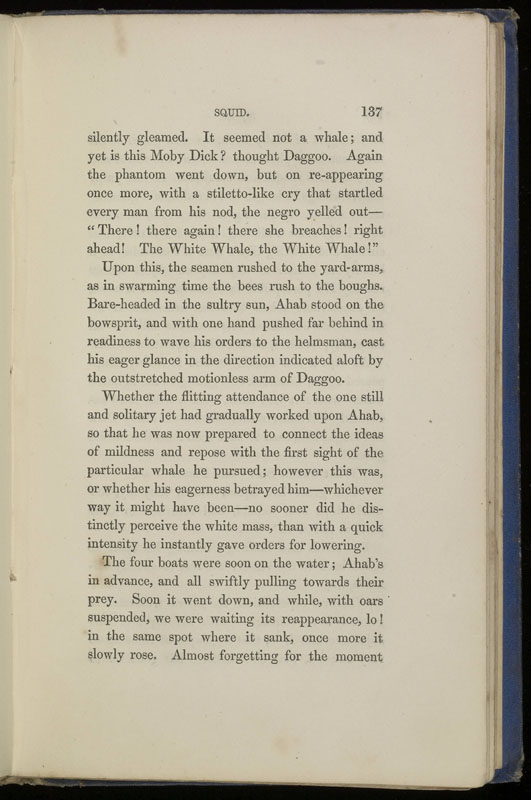 SQUID. 137
silently gleamed. It seemed not a whale; and
yet is this Moby Dick? thought Daggoo. Again
the phantom went down, but on re-appearing
once more, with a stiletto-like cry that startled
every man from his nod, the negro yelled out—
“There! there again! there she breaches! right
ahead! The White Whale, the White Whale!”
Upon this, the seamen rushed to the yard-arms,
as in swarming time the bees rush to the boughs.
Bare-headed in the sultry sun, Ahab stood on the
bowsprit, and with one hand pushed far behind in
readiness to wave his orders to the helmsman, cast
his eager glance in the direction indicated aloft by
the outstretched motionless arm of Daggoo.
Whether the flitting attendance of the one still
and solitary jet had gradually worked upon Ahab,
so that he was now prepared to connect the ideas
of mildness and repose with the first sight of the
particular whale he pursued; however this was,
or whether his eagerness betrayed him—whichever
way it might have been—no sooner did he dis-
tinctly perceive the white mass, than with a quick
intensity he instantly gave orders for lowering.
The four boats were soon on the water; Ahab’s
in advance, and all swiftly pulling towards their
prey. Soon it went down, and while, with oars
suspended, we were waiting its reappearance, lo!
in the same spot where it sank, once more it
slowly rose. Almost forgetting for the moment